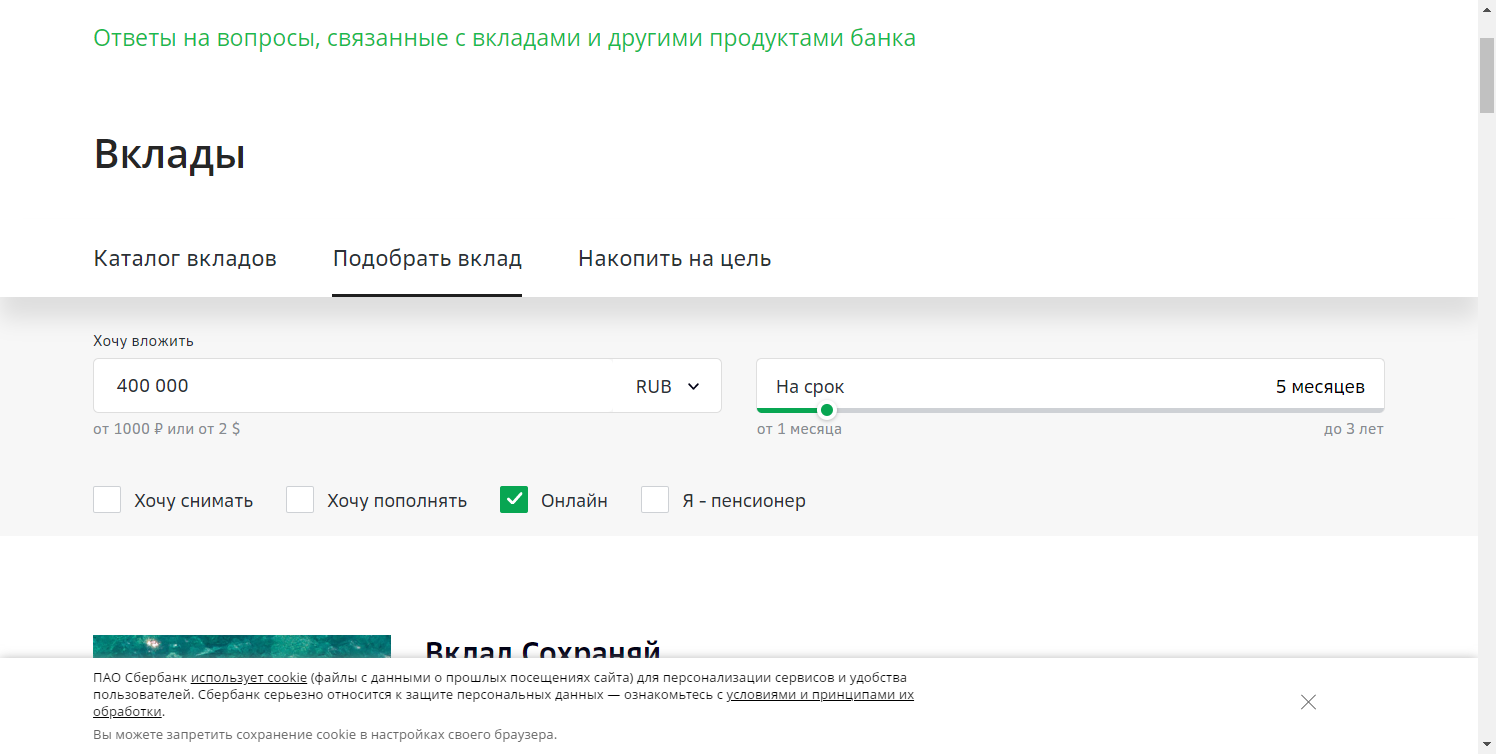 Ответы на вопросы, связанные с вкладами и другими продуктами банка
Вклады
Каталог вкладов Подобрать вклад Накопить на цель
Хочу вложить
400 000 RUB На срок 5 месяцев
от 1000 ₽ или от 2 $ от 1 месяца до 3 лет
Хочу снимать Хочу пополнять Онлайн Я - пенсионер
Вклад Сохраняй
ПАО Сбербанк использует cookie (файлы с данными о прошлых посещениях сайта) для персонализации сервисов и удобства
пользователей. Сбербанк серьезно относится к защите персональных данных — ознакомьтесь с условиями и принципами их
обработки.
Вы можете запретить сохранение cookie в настройках своего браузера.